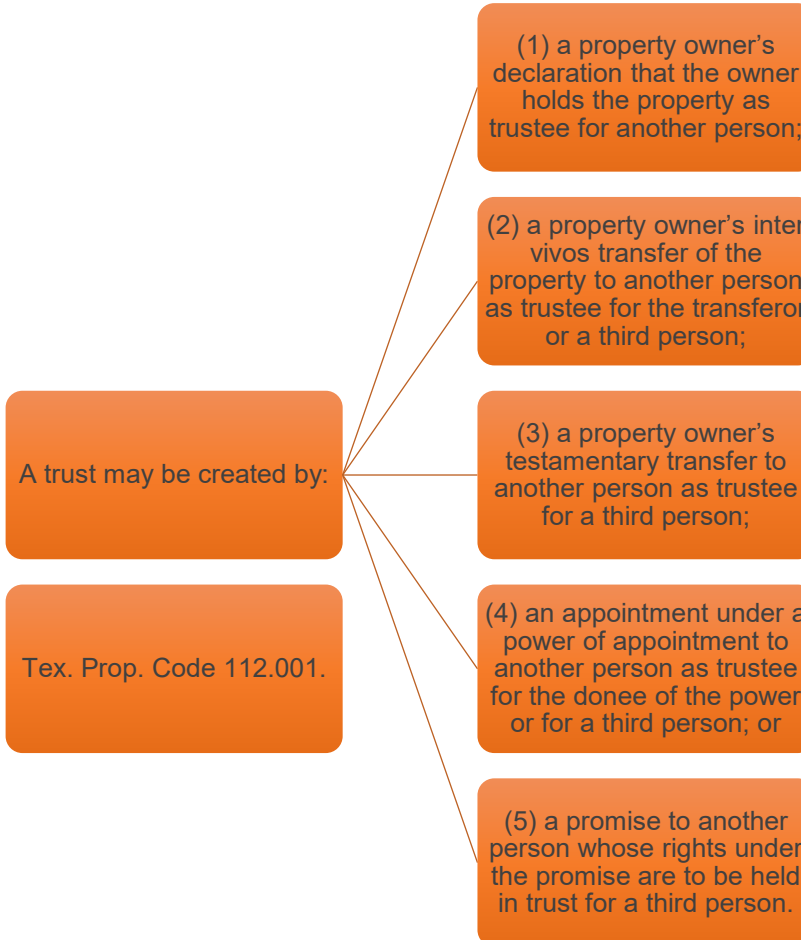 A trust may be created by:
Tex. Prop. Code 112.001.
(1) a property owner’s
declaration that the owner
holds the property as
trustee for another person;
(2) a property owner’s inter
vivos transfer of the
property to another person
as trustee for the transferor
or a third person;
(3) a property owner’s
testamentary transfer to
another person as trustee
for a third person;
(4) an appointment under a
power of appointment to
another person as trustee
for the donee of the power
or for a third person; or
(5) a promise to another
person whose rights under
the promise are to be held
in trust for a third person.